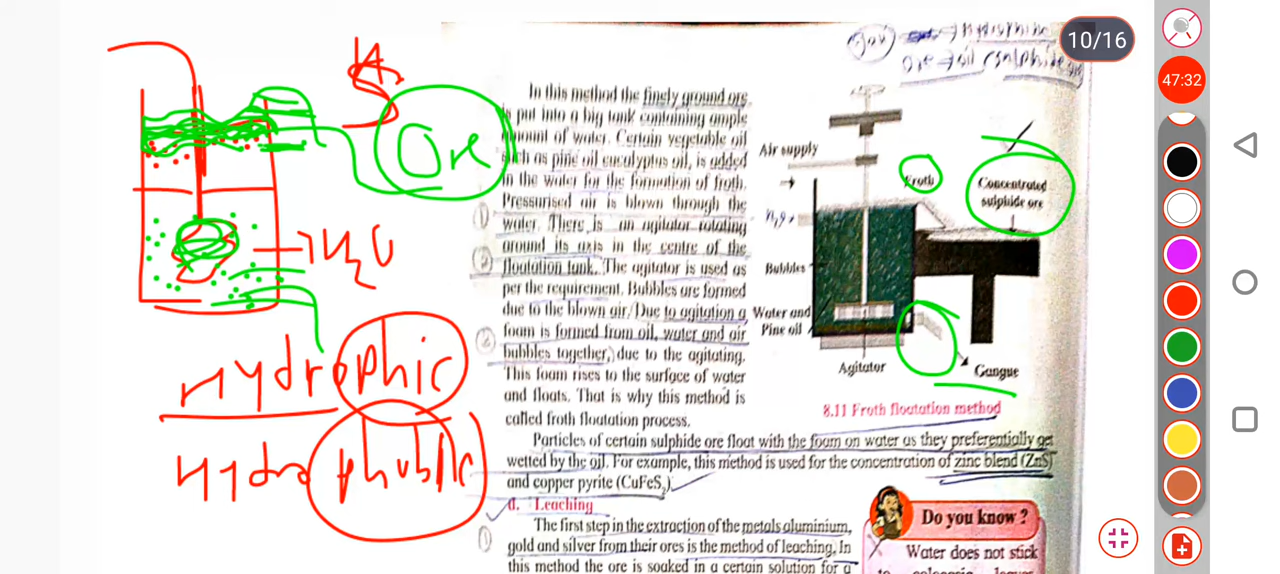 10/16
47:32
ore → oil (sulphide
Ore
H2O
Hydrophic
Hydrophobic
In this method the finely ground ore
is put into a big tank containing ample
amount of water. Certain vegetable oil
such as pine oil eucalyptus oil, is added
in the water for the formation of froth.
Pressurised air is blown through the
water. There is an agitator rotating
around its axis in the centre of the
floatation tank. The agitator is used as
per the requirement. Bubbles are formed
due to the blown air/Due to agitation a
foam is formed from oil, water and air
bubbles together, due to the agitating.
This foam rises to the surface of water
and floats. That is why this method is
called froth floatation process.
Air supply
Froth
Concentrated
sulphide ore
Bubbles
Water and
Pine oil
Agitator
Gangue
8.11 Froth floatation method
Particles of certain sulphide ore float with the foam on water as they preferentially get
wetted by the oil. For example, this method is used for the concentration of zinc blend (ZnS)
and copper pyrite (CuFeS2)
d. Leaching
The first step in the extraction of the metals aluminium,
gold and silver from their ores is the method of leaching. In
this method the ore is soaked in a certain solution for a
Do you know ?
Water does not stick